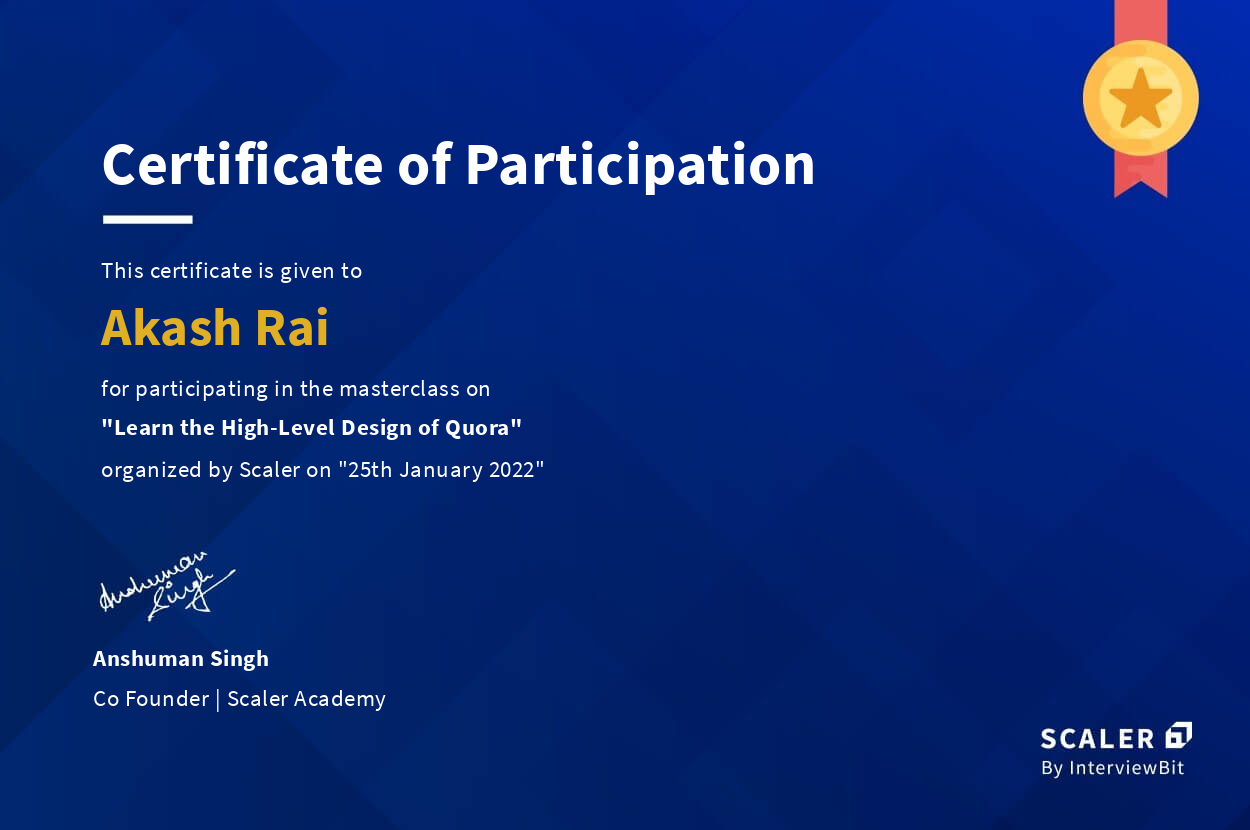 Certificate of Participation
This certificate is given to
Akash Rai
for participating in the masterclass on
"Learn the High-Level Design of Quora"
organized by Scaler on "25th January 2022"
Anshuman
Singh
Anshuman Singh
Co Founder | Scaler Academy
SCALER
By InterviewBit